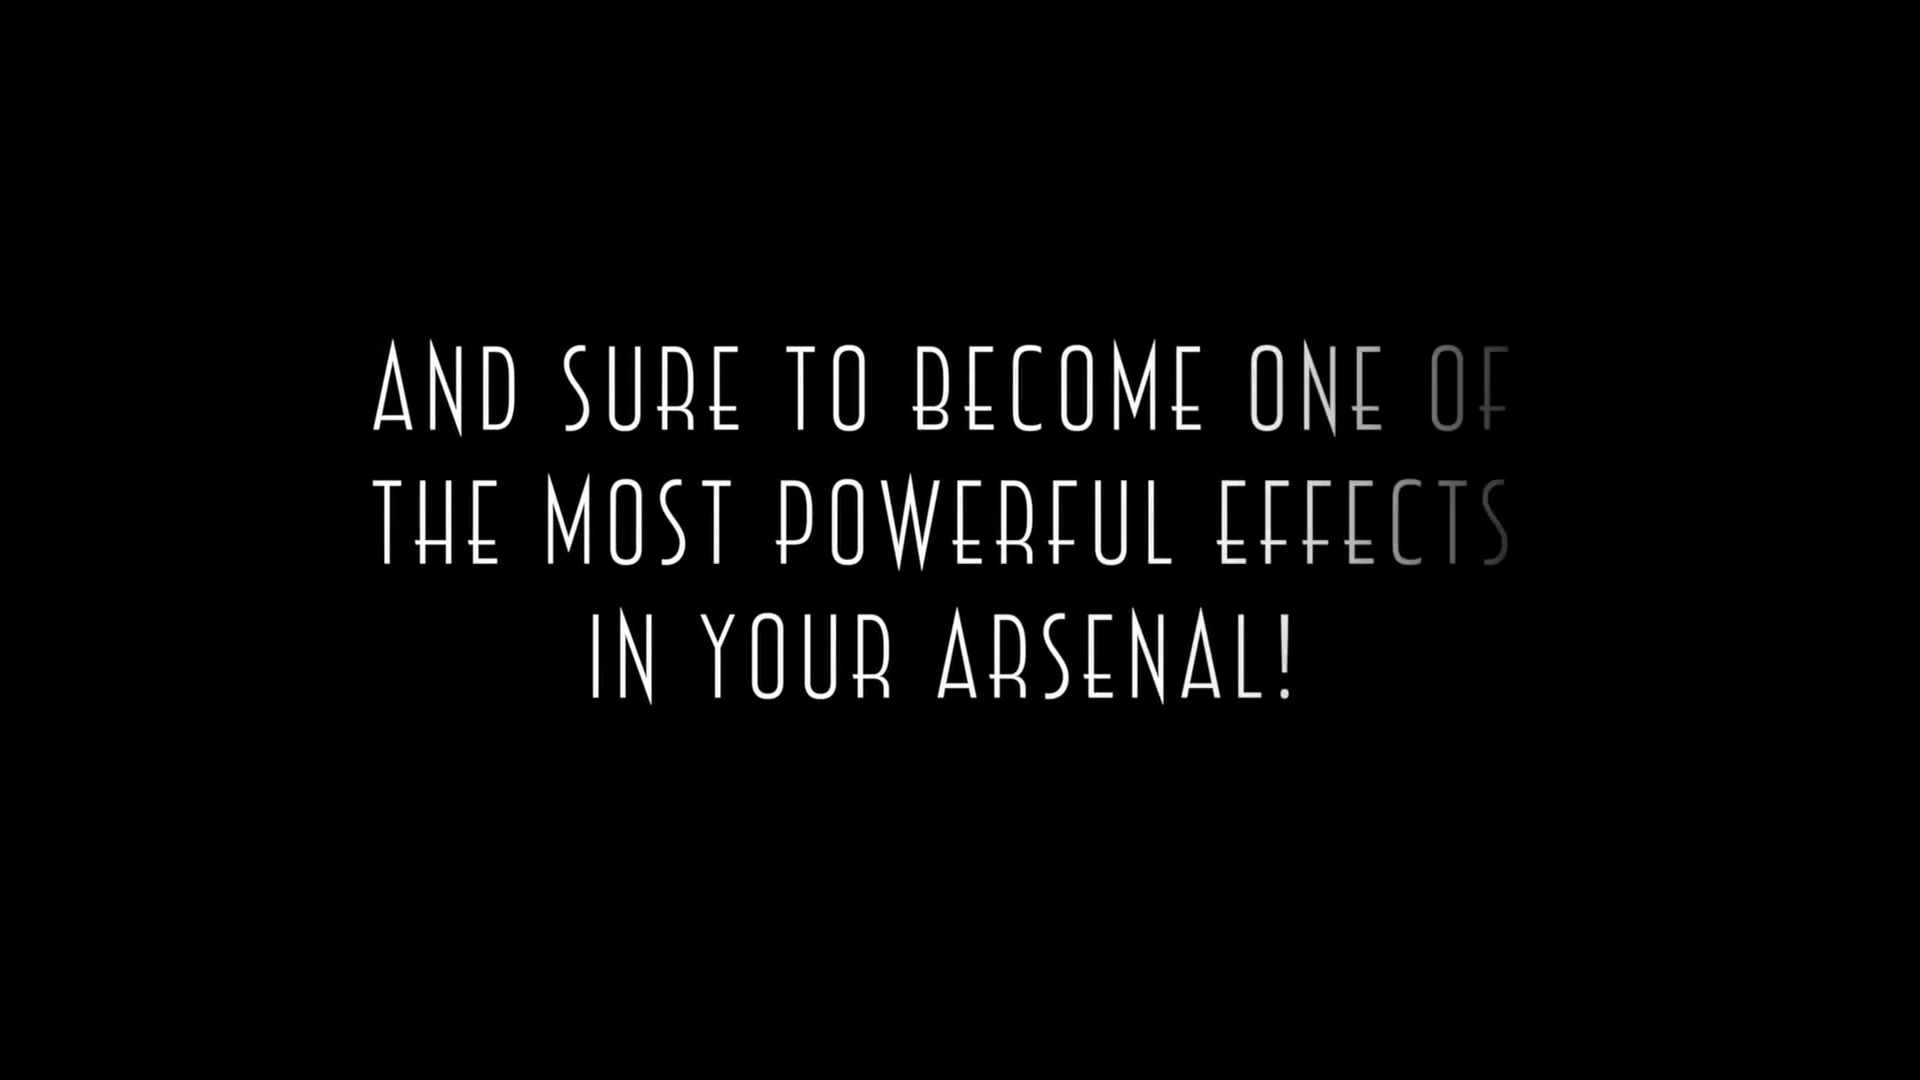 AND SURE TO BECOME ONE OF
THE MOST POWERFUL EFFECTS
IN YOUR ARSENAL!